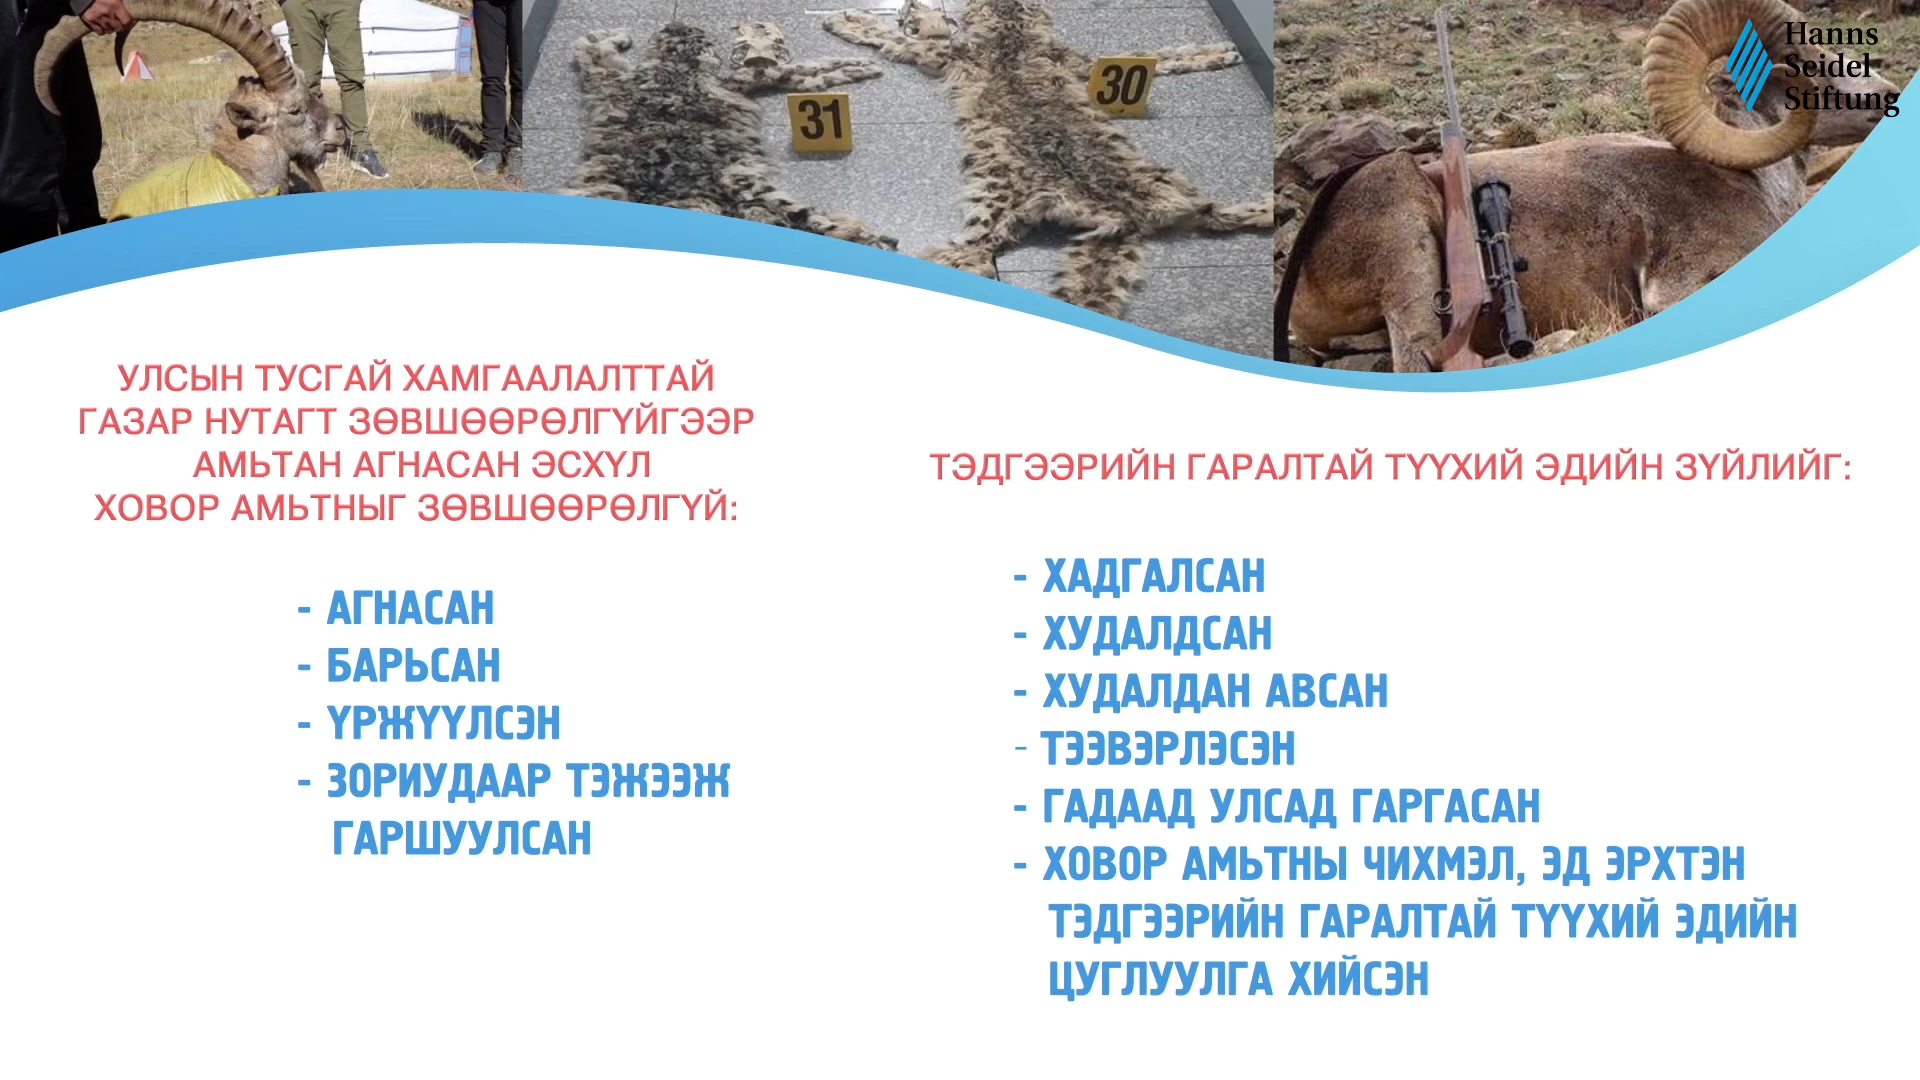 Hanns
Seidel
Stiftung
31
30
УЛСЫН ТУСГАЙ ХАМГААЛАЛТТАЙ
ГАЗАР НУТАГТ ЗӨВШӨӨРӨЛГҮЙГЭЭР
АМЬТАН АГНАСАН ЭСХҮЛ
ХОВОР АМЬТНЫГ ЗӨВШӨӨРӨЛГҮЙ:
- АГНАСАН
- БАРЬСАН
- ҮРЖҮҮЛСЭН
- ЗОРИУДААР ТЭЖЭЭЖ
ГАРШУУЛСАН
ТЭДГЭЭРИЙН ГАРАЛТАЙ ТҮҮХИЙ ЭДИЙН ЗҮЙЛИЙГ:
- ХАДГАЛСАН
- ХУДАЛДСАН
- ХУДАЛДАН АВСАН
- ТЭЭВЭРЛЭСЭН
- ГАДААД УЛСАД ГАРГАСАН
- ХОВОР АМЬТНЫ ЧИХМЭЛ, ЭД ЭРХТЭН
ТЭДГЭЭРИЙН ГАРАЛТАЙ ТҮҮХИЙ ЭДИЙН
ЦУГЛУУЛГА ХИЙСЭН